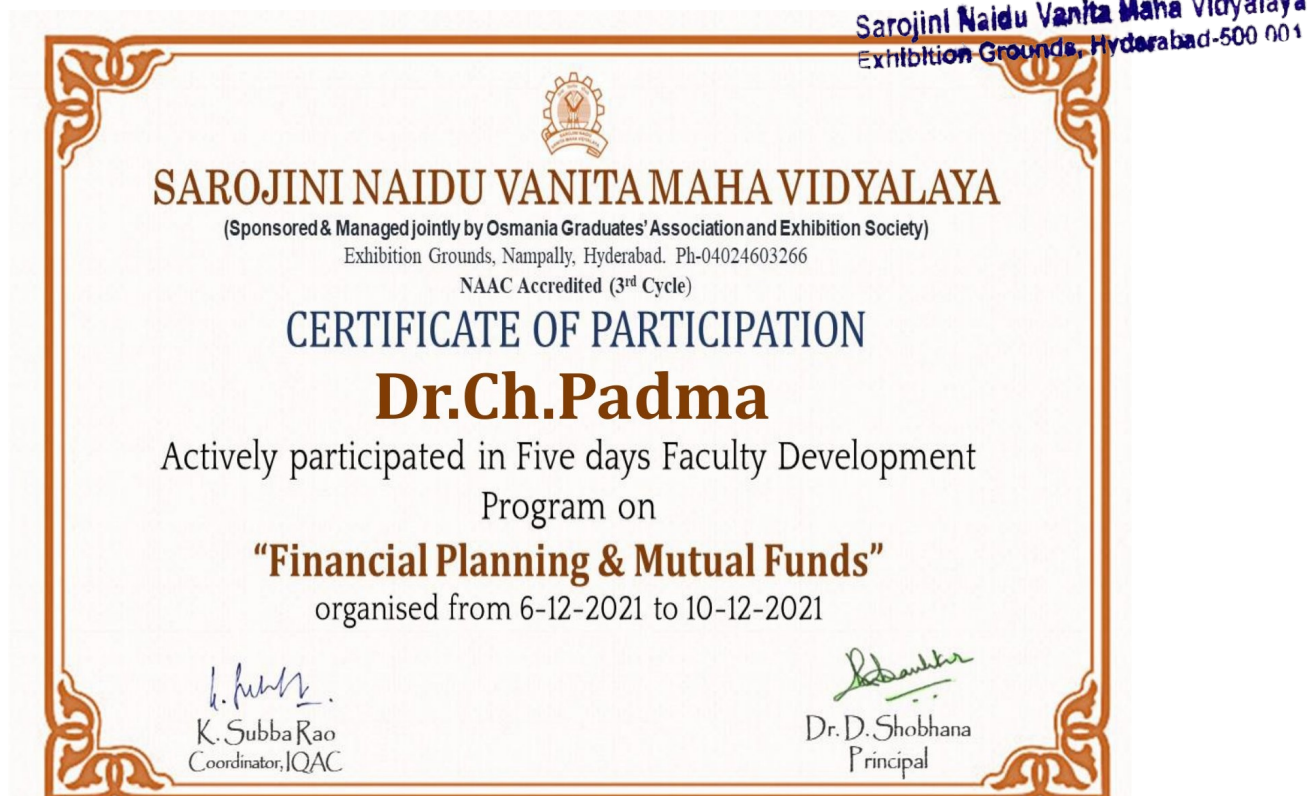 Sarojini Naidu Vanita Maha Vidyalaya
Exhibition Grounds, Hyderabad-500 001
SAROJINI NAIDU VANITA MAHA VIDYALAYA
(Sponsored & Managed jointly by Osmania Graduates' Association and Exhibition Society)
Exhibition Grounds, Nampally, Hyderabad. Ph-04024603266
NAAC Accredited (3rd Cycle)
CERTIFICATE OF PARTICIPATION
Dr.Ch.Padma
Actively participated in Five days Faculty Development
Program on
“Financial Planning & Mutual Funds”
organised from 6-12-2021 to 10-12-2021
K. Subba Rao
Coordinator, IQAC
Dr. D. Shobhana
Principal